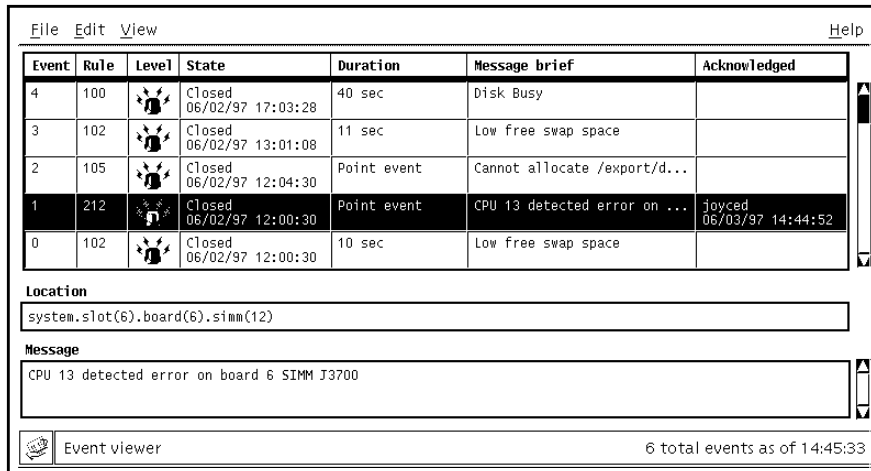 File Edit View Help
Event Rule Level State Duration Message brief Acknowledged
4 100 Closed 40 sec Disk Busy
06/02/97 17:03:28
3 102 Closed 11 sec Low free swap space
06/02/97 13:01:08
2 105 Closed Point event Cannot allocate /export/d...
06/02/97 12:04:30
1 212 Closed Point event CPU 13 detected error on ... joyced
06/02/97 12:00:30 06/03/97 14:44:52
0 102 Closed 10 sec Low free swap space
06/02/97 12:00:30
Location
system.slot(6).board(6).simm(12)
Message
CPU 13 detected error on board 6 SIMM J3700
Event viewer 6 total events as of 14:45:33